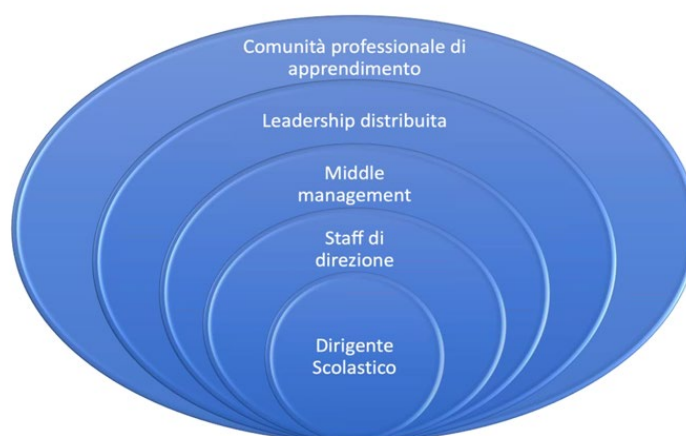 Comunità professionale di
apprendimento
Leadership distribuita
Middle
management
Staff di
direzione
Dirigente
Scolastico